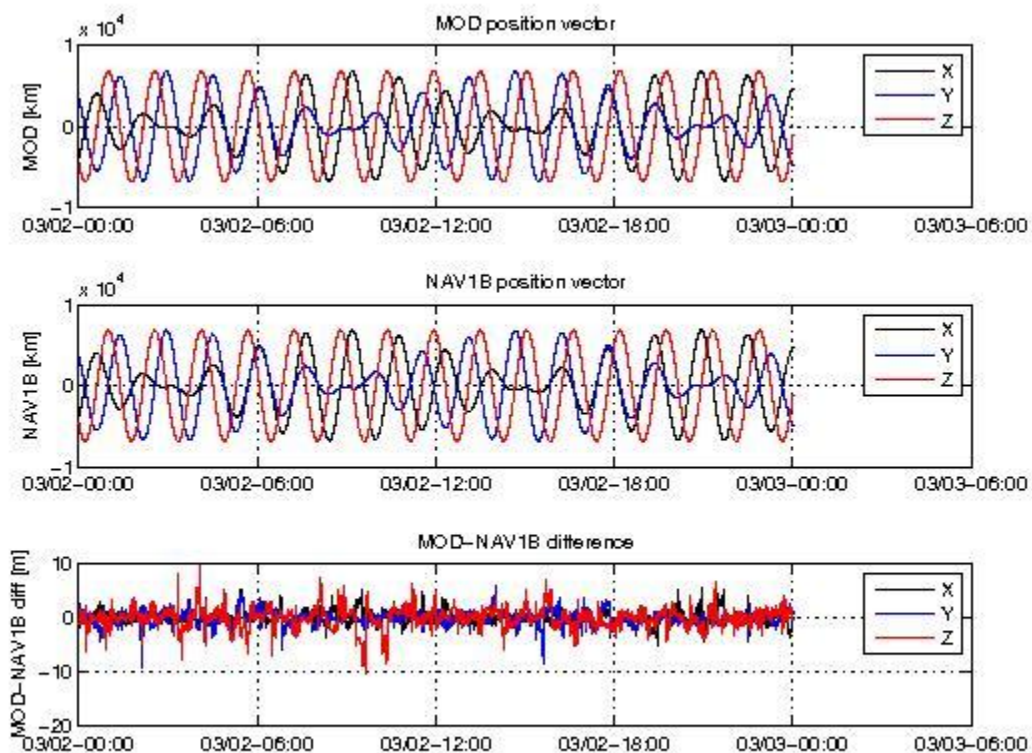 MOD position vector
x 10^4
1
0
−1
MOD [km]
X
Y
Z
03/02−00:00 03/02−06:00 03/02−12:00 03/02−18:00 03/03−00:00 03/03−06:00
NAV1B position vector
x 10^4
1
0
−1
NAV1B [km]
X
Y
Z
03/02−00:00 03/02−06:00 03/02−12:00 03/02−18:00 03/03−00:00 03/03−06:00
MOD−NAV1B difference
10
0
−10
−20
MOD−NAV1B diff [m]
X
Y
Z
03/02−00:00 03/02−06:00 03/02−12:00 03/02−18:00 03/03−00:00 03/03−06:00